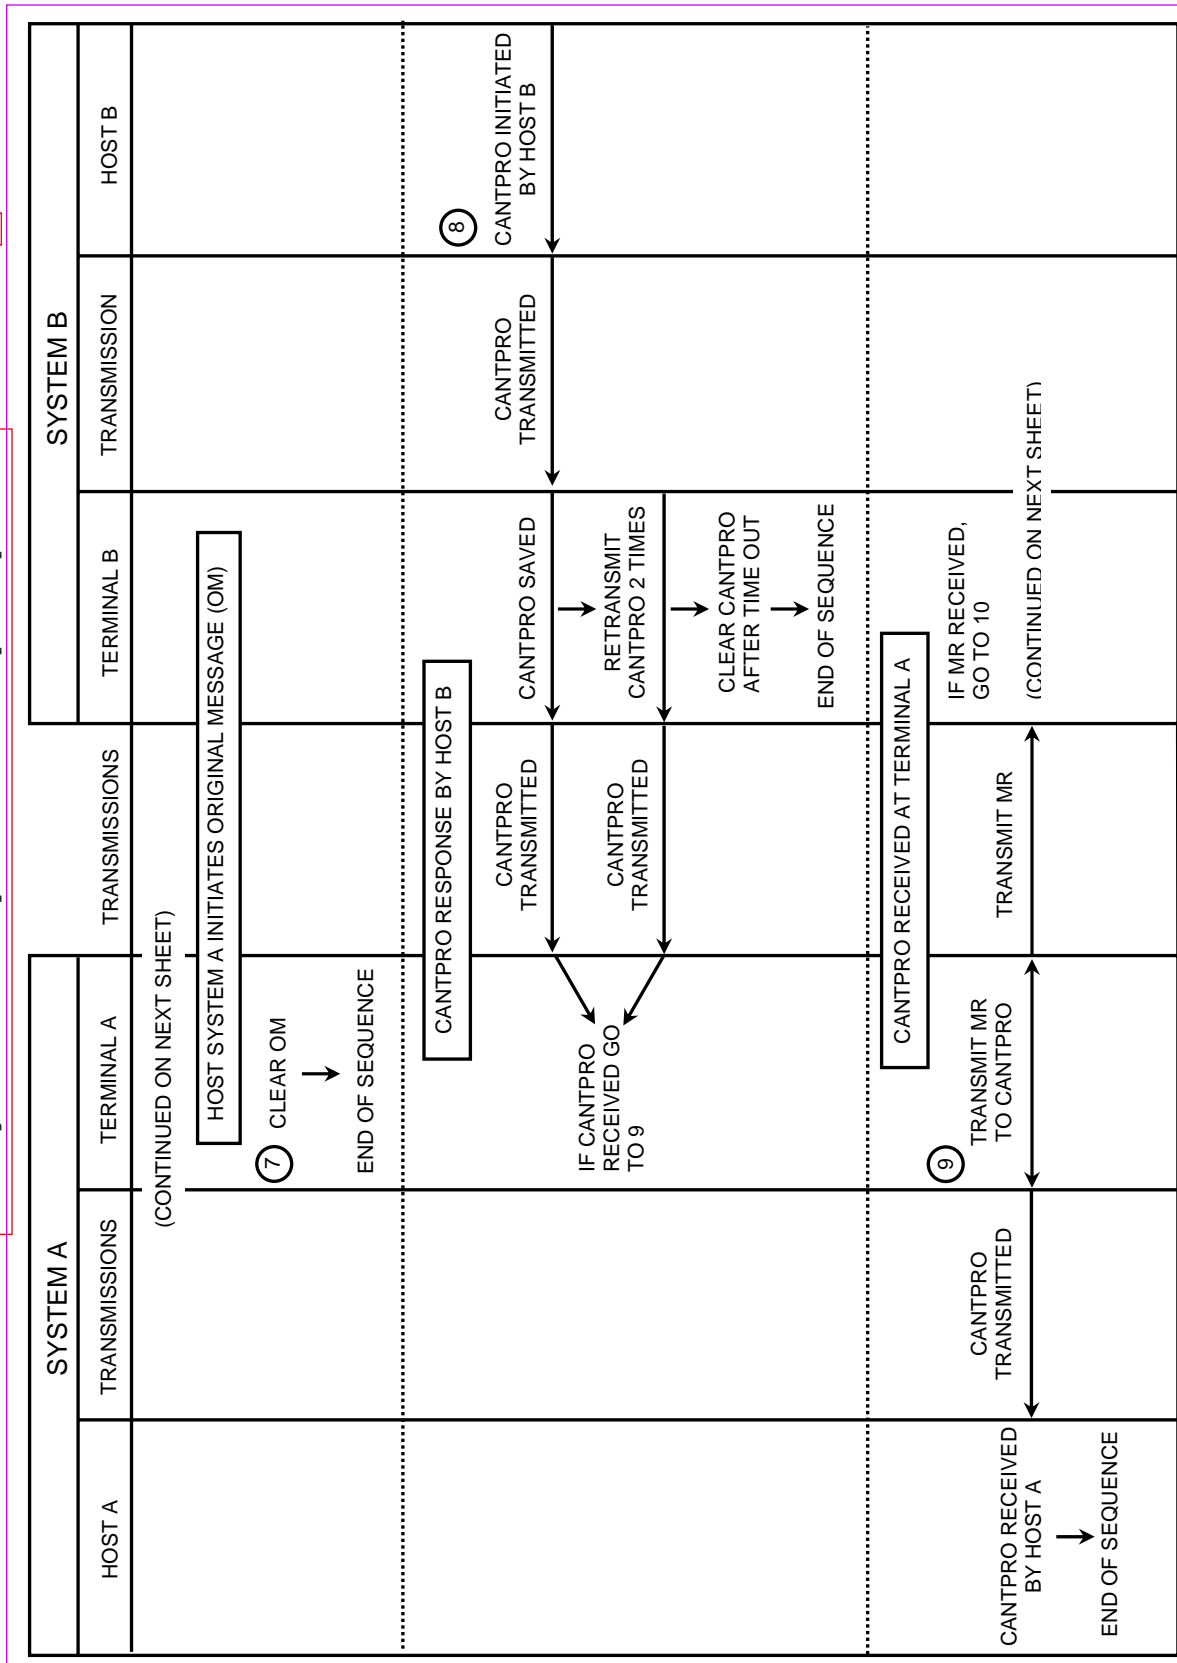 SYSTEM A
SYSTEM B
HOST A
TRANSMISSIONS
TERMINAL A
TRANSMISSIONS
TERMINAL B
TRANSMISSION
HOST B
(CONTINUED ON NEXT SHEET)
HOST SYSTEM A INITIATES ORIGINAL MESSAGE (OM)
7
CLEAR OM
END OF SEQUENCE
CANTPRO RESPONSE BY HOST B
8
CANTPRO INITIATED
BY HOST B
CANTPRO
TRANSMITTED
CANTPRO SAVED
CANTPRO
TRANSMITTED
RETRANSMIT
CANTPRO 2 TIMES
CANTPRO
TRANSMITTED
IF CANTPRO
RECEIVED GO
TO 9
CLEAR CANTPRO
AFTER TIME OUT
END OF SEQUENCE
CANTPRO RECEIVED AT TERMINAL A
9
TRANSMIT MR
TO CANTPRO
TRANSMIT MR
IF MR RECEIVED,
GO TO 10
(CONTINUED ON NEXT SHEET)
CANTPRO
TRANSMITTED
CANTPRO RECEIVED
BY HOST A
END OF SEQUENCE